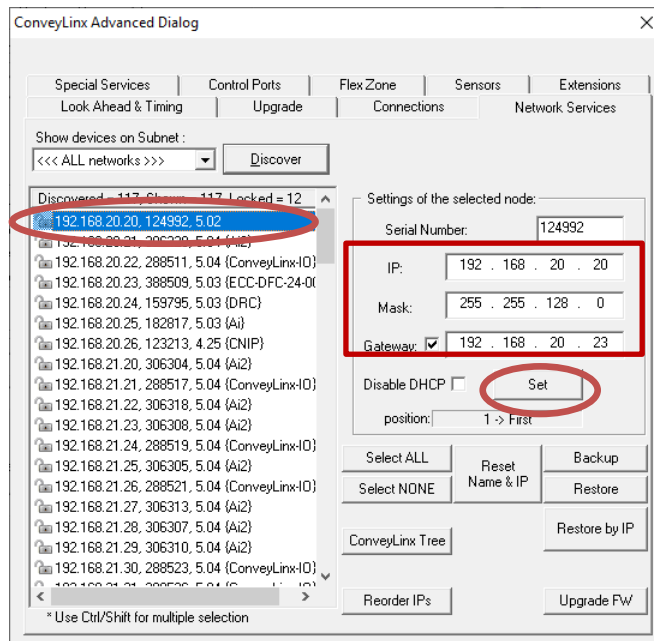 ConveyLinx Advanced Dialog
Special Services Control Ports Flex Zone Sensors Extensions
Look Ahead & Timing Upgrade Connections Network Services
Show devices on Subnet :
<<< ALL networks >>> Discover
Discovered = 117, Shown = 117, Locked = 12
192.168.20.20, 124992, 5.02
192.168.20.22, 288511, 5.04 {ConveyLinx-IO}
192.168.20.23, 388509, 5.03 {ECC-DFC-24-00
192.168.20.24, 159795, 5.03 {DRC}
192.168.20.25, 182817, 5.03 {Ai}
192.168.20.26, 123213, 4.25 {CNIP}
192.168.21.20, 306304, 5.04 {Ai2}
192.168.21.21, 288517, 5.04 {ConveyLinx-IO}
192.168.21.22, 306318, 5.04 {Ai2}
192.168.21.23, 306308, 5.04 {Ai2}
192.168.21.24, 288519, 5.04 {ConveyLinx-IO}
192.168.21.25, 306305, 5.04 {Ai2}
192.168.21.26, 288521, 5.04 {ConveyLinx-IO}
192.168.21.27, 306313, 5.04 {Ai2}
192.168.21.28, 306307, 5.04 {Ai2}
192.168.21.29, 306310, 5.04 {Ai2}
192.168.21.30, 288523, 5.04 {ConveyLinx-IO}
* Use Ctrl/Shift for multiple selection
Settings of the selected node:
Serial Number: 124992
IP: 192 . 168 . 20 . 20
Mask: 255 . 255 . 128 . 0
Gateway: 192 . 168 . 20 . 23
Disable DHCP Set
position: 1 -> First
Select ALL Reset Name & IP Backup
Select NONE Restore
ConveyLinx Tree Restore by IP
Reorder IPs Upgrade FW